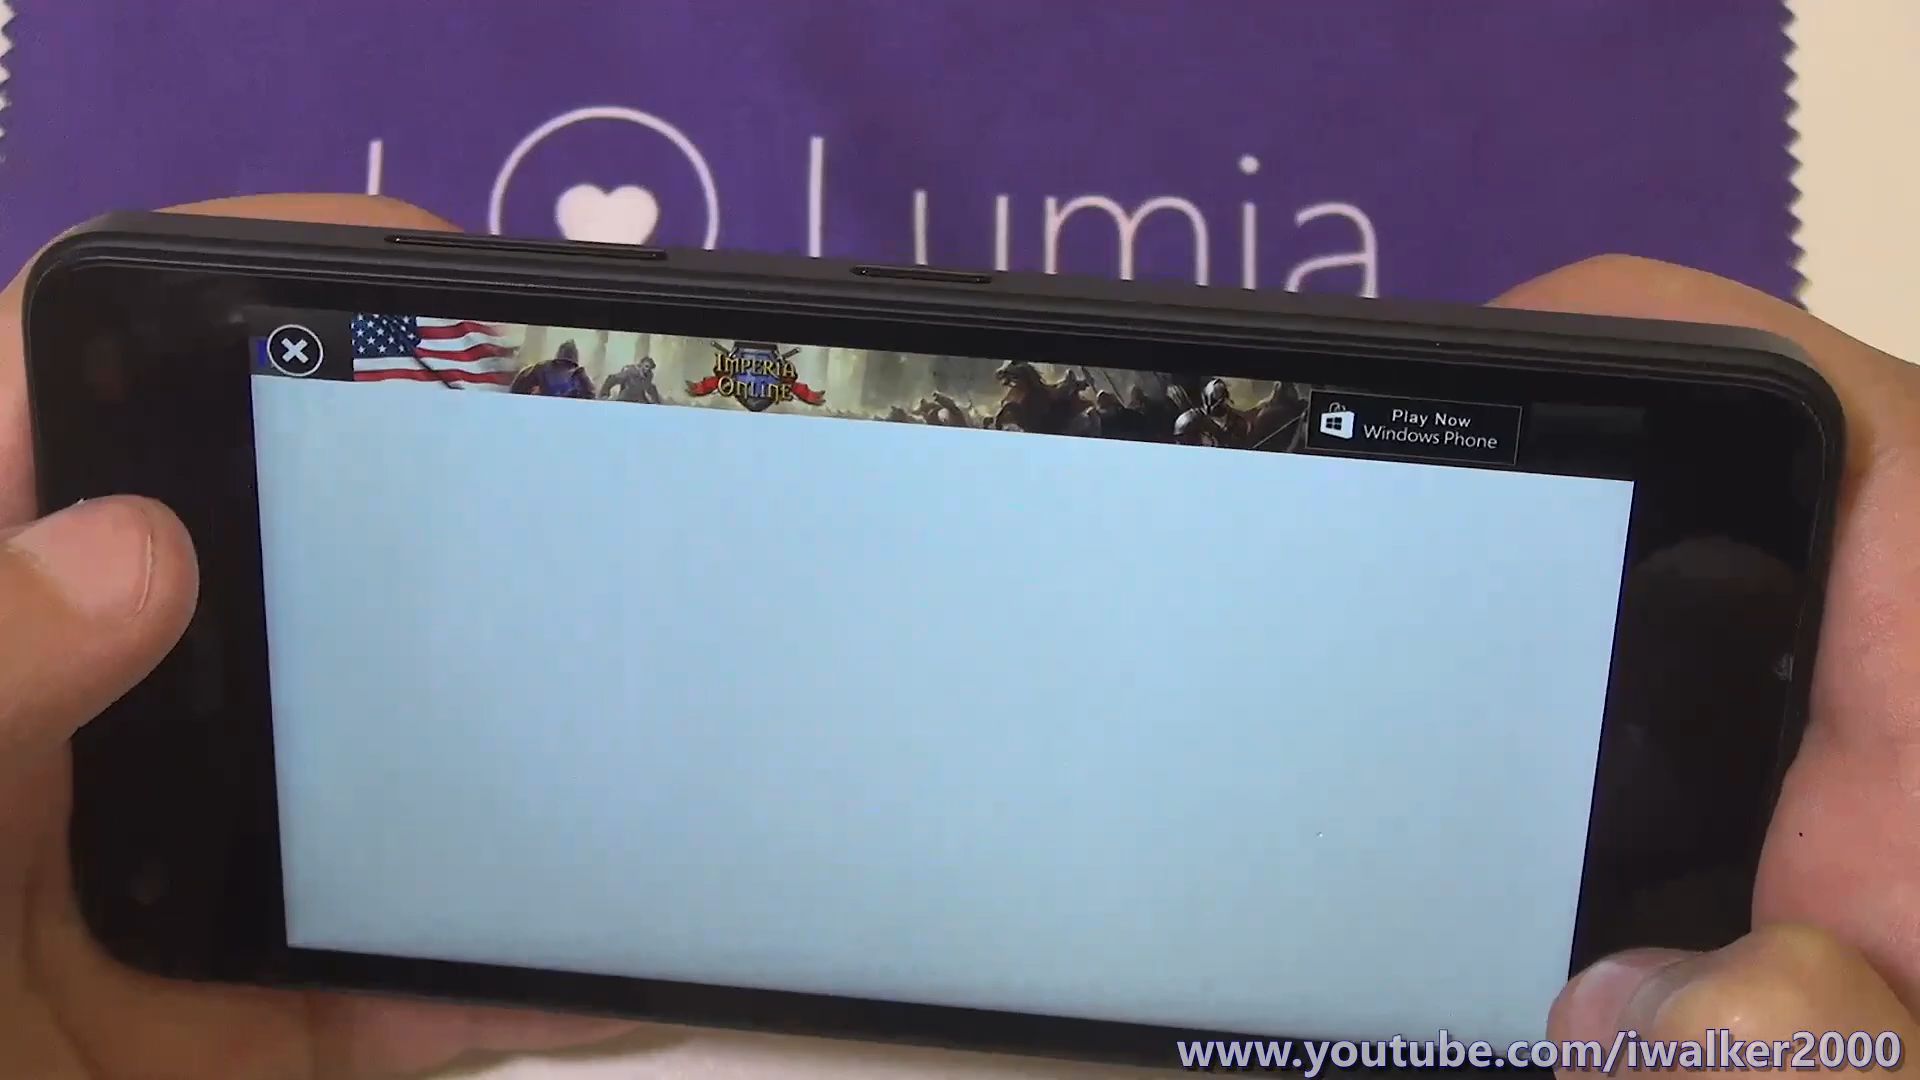 I Lumia
IMPERIA
ONLINE
Play Now
Windows Phone
www.youtube.com/iwalker2000